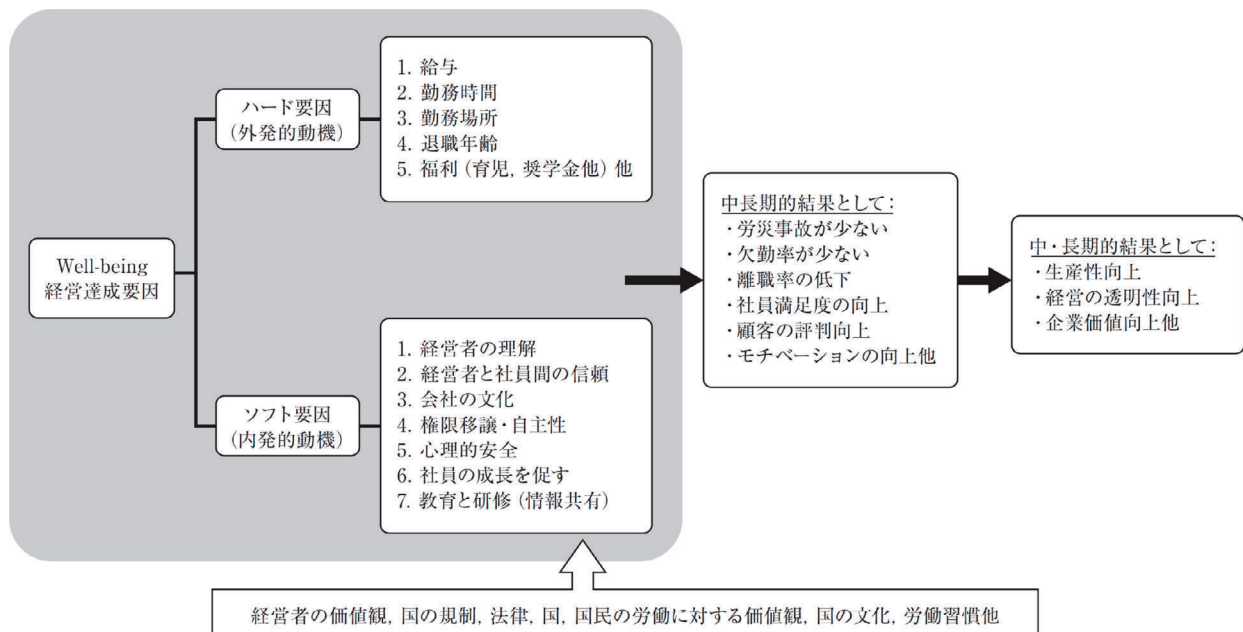 Well-being
経営達成要因
ハード要因
(外発的動機)
1. 給与
2. 勤務時間
3. 勤務場所
4. 退職年齢
5. 福利 (育児, 奨学金他) 他
ソフト要因
(内発的動機)
1. 経営者の理解
2. 経営者と社員間の信頼
3. 会社の文化
4. 権限移譲・自主性
5. 心理的安全
6. 社員の成長を促す
7. 教育と研修 (情報共有)
中長期的結果として:
・労災事故が少ない
・欠勤率が少ない
・離職率の低下
・社員満足度の向上
・顧客の評判向上
・モチベーションの向上他
中・長期的結果として:
・生産性向上
・経営の透明性向上
・企業価値向上他
経営者の価値観, 国の規制, 法律, 国, 国民の労働に対する価値観, 国の文化, 労働習慣他